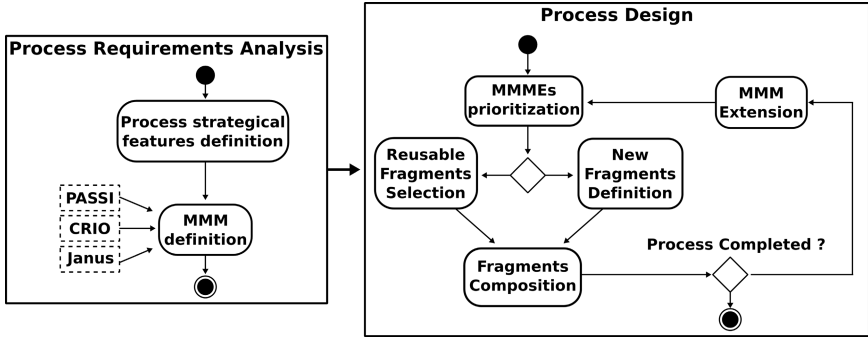 Process Requirements Analysis
Process strategical
features definition
PASSI
CRIO
Janus
MMM
definition
Process Design
MMMEs
prioritization
MMM
Extension
Reusable
Fragments
Selection
New
Fragments
Definition
Process Completed ?
Fragments
Composition